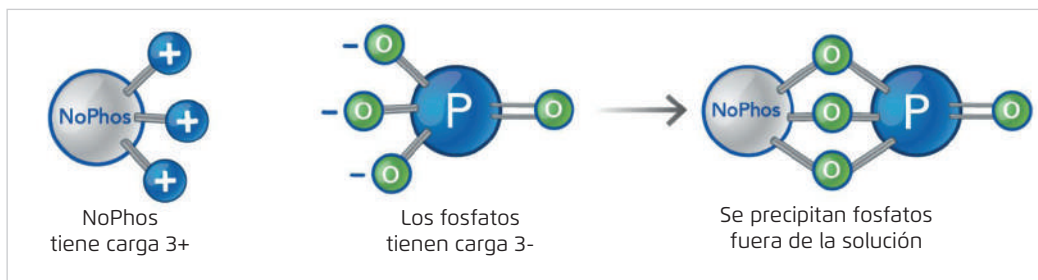 NoPhos
+
+
+
NoPhos
tiene carga 3+
- O
- O
- O
P
O
Los fosfatos
tienen carga 3-
NoPhos
O
O
O
P
O
Se precipitan fosfatos
fuera de la solución